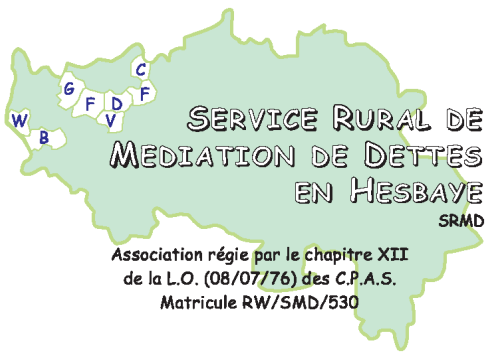 C
G
F
F
D
V
W
B
SERVICE RURAL DE
MEDIATION DE DETTES
EN HESBAYE
SRMD
Association régie par le chapitre XII
de la L.O. (08/07/76) des C.P.A.S.
Matricule RW/SMD/530